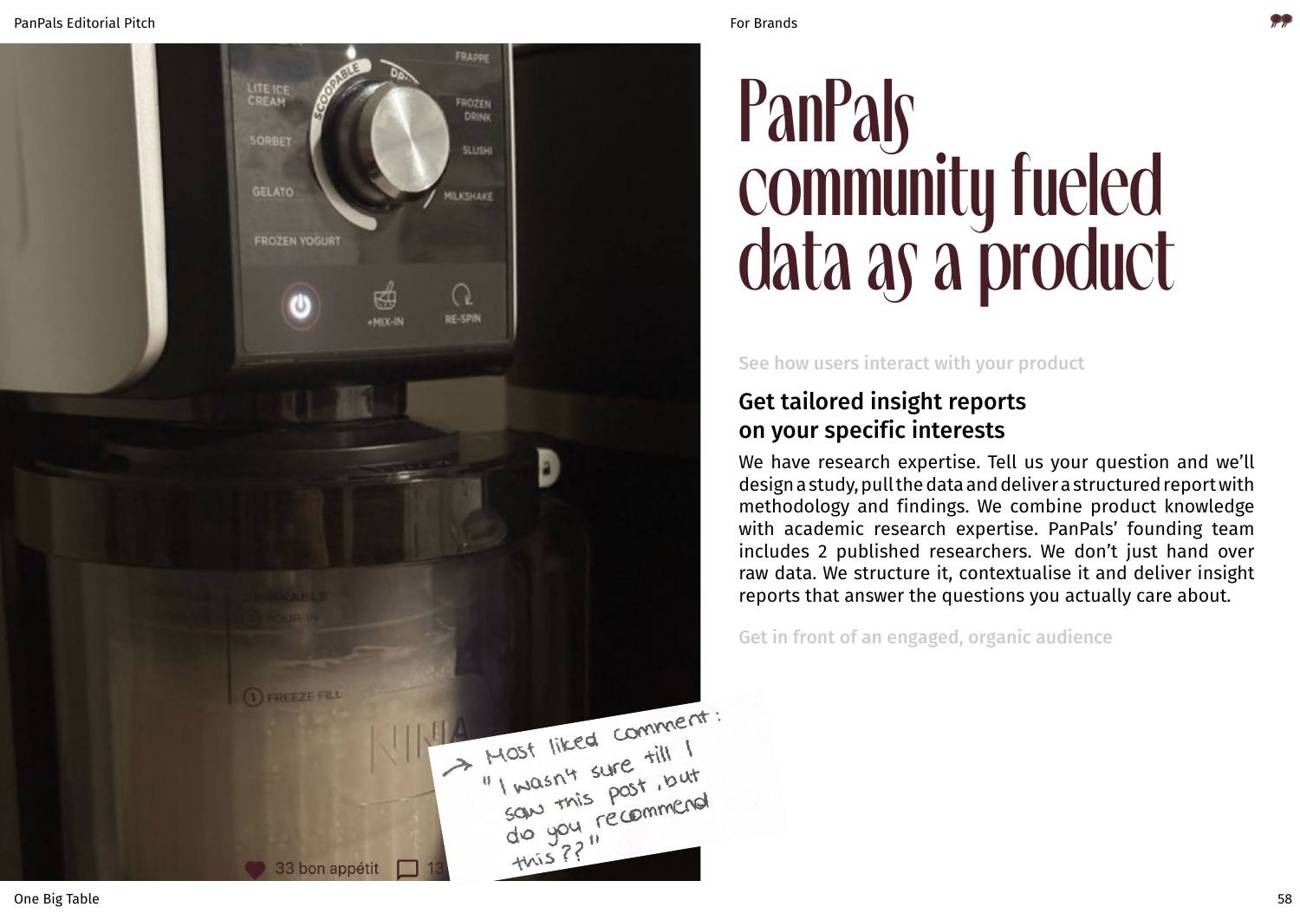 PanPals Editorial Pitch
For Brands
FRAPPE
SCOOPABLE
LITE ICE
CREAM
FROZEN
DRINK
SORBET
SLUSHI
GELATO
MILKSHAKE
FROZEN YOGURT
+MIX-IN
RE-SPIN
POUR-IN
1 FREEZE FILL
NINJA
33 bon appétit
13
→ Most liked comment:
"I wasn't sure till I
saw this post, but
do you recommend
this??"
PanPals
community fueled
data as a product
See how users interact with your product
Get tailored insight reports
on your specific interests
We have research expertise. Tell us your question and we’ll
design a study, pull the data and deliver a structured report with
methodology and findings. We combine product knowledge
with academic research expertise. PanPals’ founding team
includes 2 published researchers. We don’t just hand over
raw data. We structure it, contextualise it and deliver insight
reports that answer the questions you actually care about.
Get in front of an engaged, organic audience
One Big Table
58